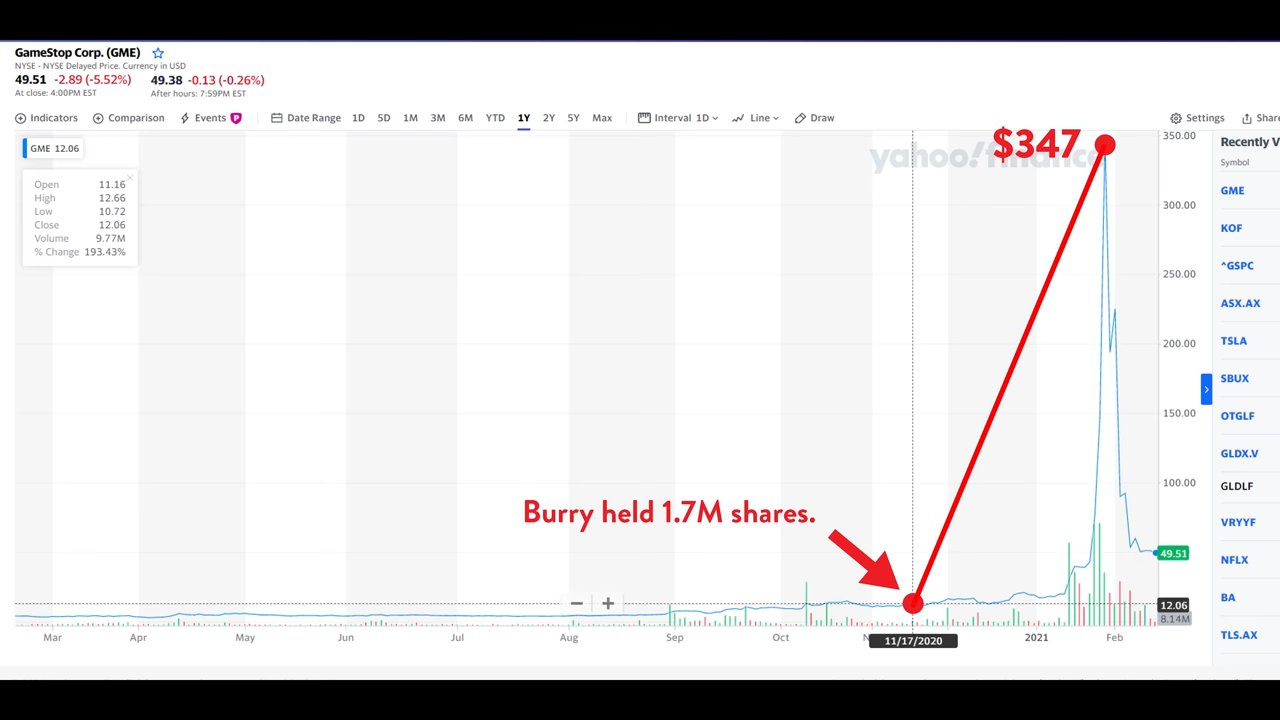 GameStop Corp. (GME)
NYSE - NYSE Delayed Price. Currency in USD
49.51 -2.89 (-5.52%) 49.38 -0.13 (-0.26%)
At close: 4:00PM EST After hours: 7:59PM EST
Indicators Comparison Events P Date Range 1D 5D 1M 3M 6M YTD 1Y 2Y 5Y Max Interval 1D Line Draw Settings Share
GME 12.06
Open 11.16
High 12.66
Low 10.72
Close 12.06
Volume 9.77M
% Change 193.43%
yahoo!finance
$347
Burry held 1.7M shares.
350.00
300.00
250.00
200.00
150.00
100.00
49.51
12.06
8.14M
Mar Apr May Jun Jul Aug Sep Oct N 11/17/2020 2021 Feb
Recently V
Symbol
GME
KOF
^GSPC
ASX.AX
TSLA
SBUX
OTGLF
GLDX.V
GLDLF
VRYYF
NFLX
BA
TLS.AX